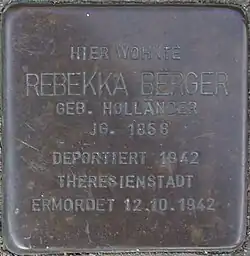 HIER WOHNTE
REBEKKA BERGER
GEB. HOLLÄNDER
JG. 1856
DEPORTIERT 1942
THERESIENSTADT
ERMORDET 12.10.1942